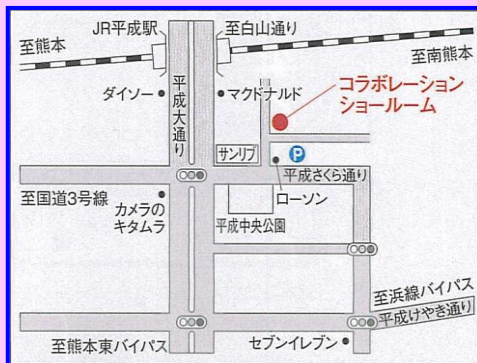 JR平成駅
至白山通り
至熊本
至南熊本
ダイソー
平成大通り
マクドナルド
コラボレーション
ショールーム
サンリブ
P
平成さくら通り
至国道3号線
カメラの
キタムラ
ローソン
平成中央公園
至浜線バイパス
平成けやき通り
至熊本東バイパス
セブンイレブン